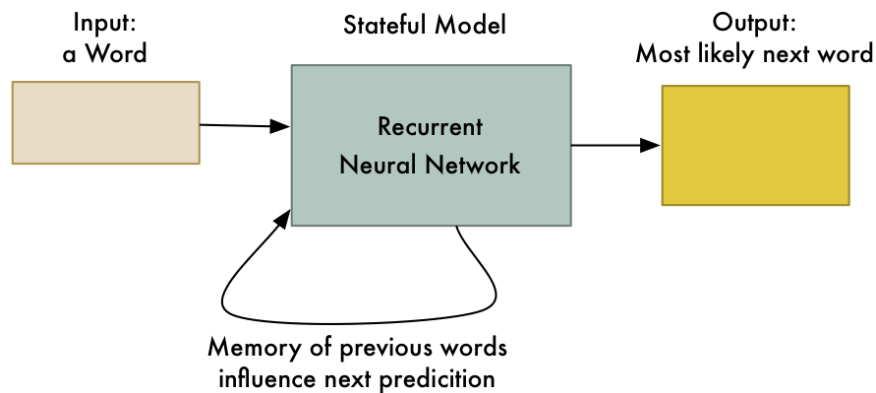 Input:
a Word
Stateful Model
Output:
Most likely next word
Recurrent
Neural Network
Memory of previous words
influence next predicition